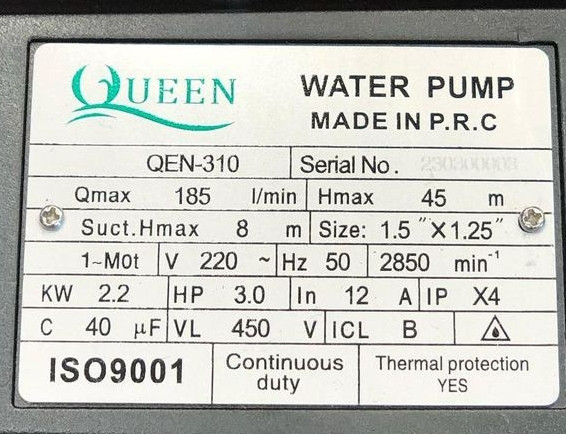 QUEEN
WATER PUMP
MADE IN P.R.C
QEN-310 Serial No.
Qmax 185 l/min Hmax 45 m
Suct.Hmax 8 m Size: 1.5"X1.25"
1~Mot V 220 ~ Hz 50 2850 min⁻¹
KW 2.2 HP 3.0 In 12 A IP X4
C 40 µF VL 450 V ICL B
ISO9001 Continuous duty Thermal protection YES